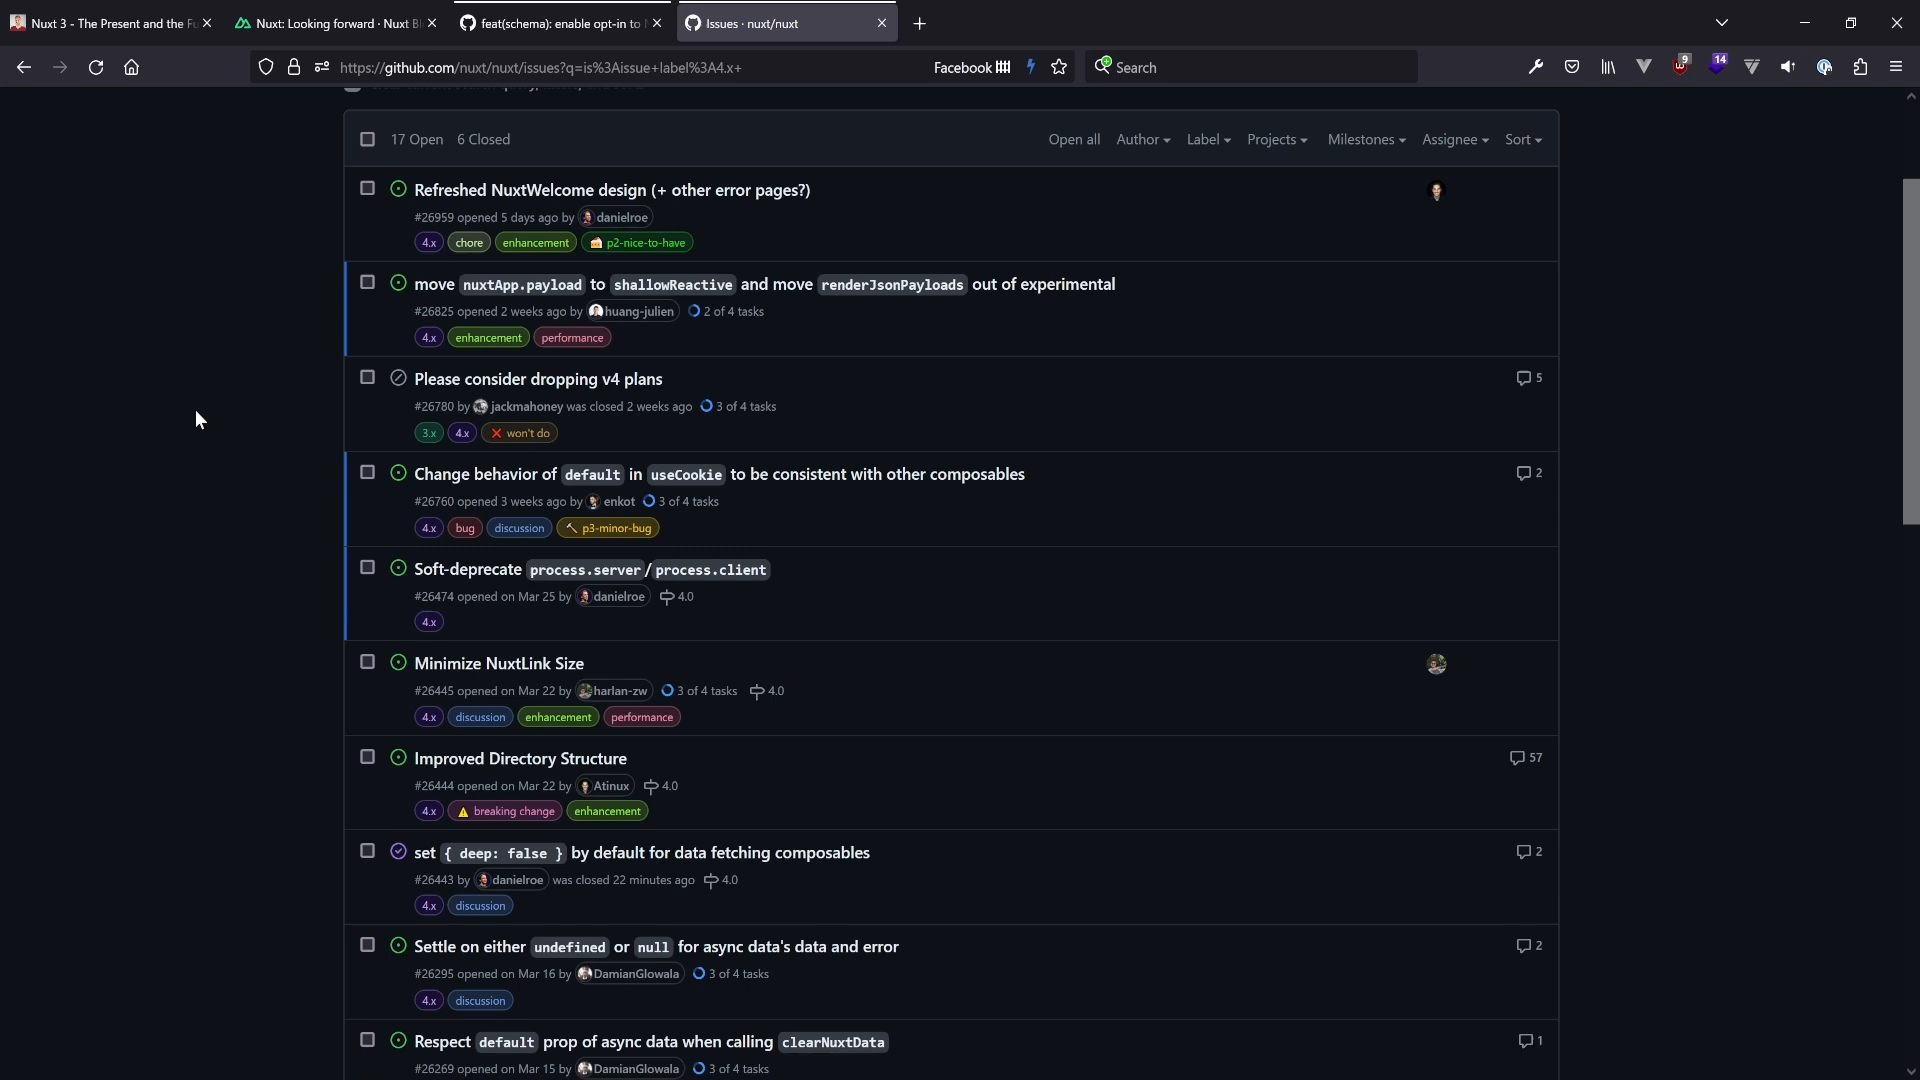 Nuxt 3 - The Present and the Fu
Nuxt: Looking forward · Nuxt Bl
feat(schema): enable opt-in to
Issues · nuxt/nuxt
https://github.com/nuxt/nuxt/issues?q=is%3Aissue+label%3A4.x+
Facebook
Search
9
14
17 Open 6 Closed
Open all Author Label Projects Milestones Assignee Sort
Refreshed NuxtWelcome design (+ other error pages?)
#26959 opened 5 days ago by danielroe
4.x chore enhancement p2-nice-to-have
move nuxtApp.payload to shallowReactive and move renderJsonPayloads out of experimental
#26825 opened 2 weeks ago by huang-julien 2 of 4 tasks
4.x enhancement performance
Please consider dropping v4 plans 5
#26780 by jackmahoney was closed 2 weeks ago 3 of 4 tasks
3.x 4.x ❌ won't do
Change behavior of default in useCookie to be consistent with other composables 2
#26760 opened 3 weeks ago by enkot 3 of 4 tasks
4.x bug discussion p3-minor-bug
Soft-deprecate process.server/process.client
#26474 opened on Mar 25 by danielroe 4.0
4.x
Minimize NuxtLink Size
#26445 opened on Mar 22 by harlan-zw 3 of 4 tasks 4.0
4.x discussion enhancement performance
Improved Directory Structure 57
#26444 opened on Mar 22 by Atinux 4.0
4.x ⚠️ breaking change enhancement
set { deep: false } by default for data fetching composables 2
#26443 by danielroe was closed 22 minutes ago 4.0
4.x discussion
Settle on either undefined or null for async data's data and error 2
#26295 opened on Mar 16 by DamianGlowala 3 of 4 tasks
4.x discussion
Respect default prop of async data when calling clearNuxtData 1
#26269 opened on Mar 15 by DamianGlowala 3 of 4 tasks